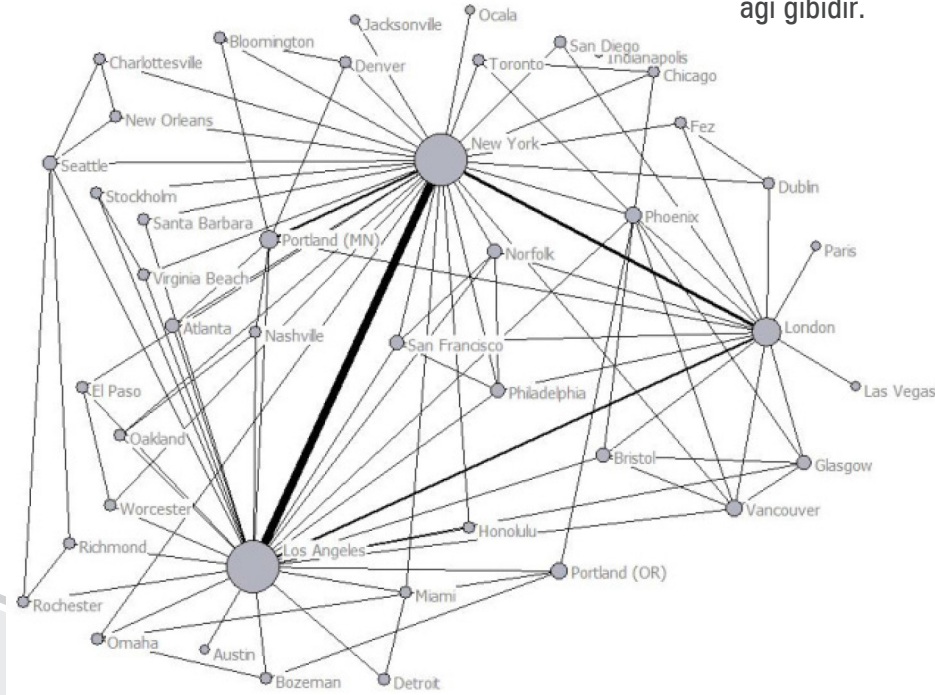 ağı gibidir.
Ocala
Jacksonville
Bloomington
San Diego
Indianapolis
Charlottesville
Denver
Toronto
Chicago
New Orleans
Fez
New York
Seattle
Dublin
Stockholm
Santa Barbara
Phoenix
Portland (MN)
Norfolk
Paris
Virginia Beach
Atlanta
Nashville
London
San Francisco
El Paso
Philadelphia
Las Vegas
Oakland
Bristol
Glasgow
Worcester
Vancouver
Honolulu
Richmond
Los Angeles
Portland (OR)
Rochester
Miami
Omaha
Austin
Bozeman
Detroit